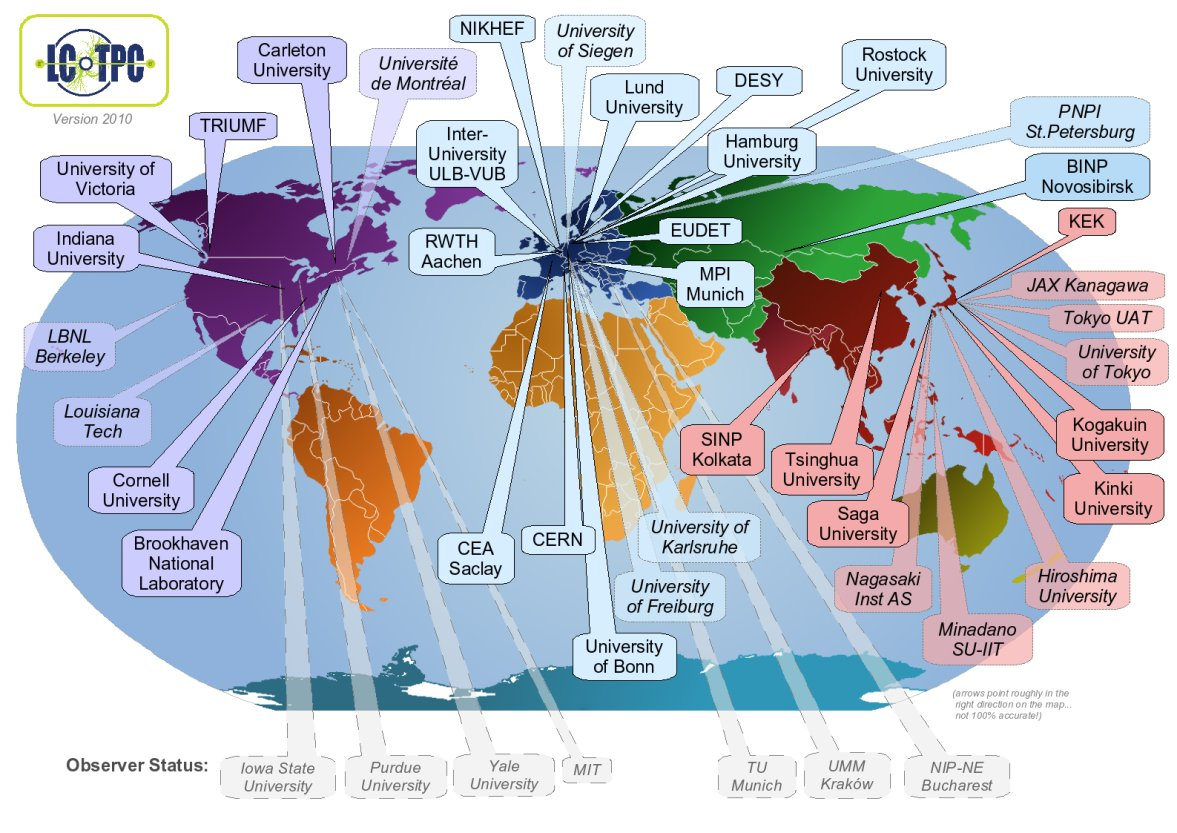 LC TPC
Version 2010
Carleton
University
Université
de Montréal
NIKHEF
University
of Siegen
Lund
University
DESY
Rostock
University
TRIUMF
Inter-
University
ULB-VUB
Hamburg
University
PNPI
St.Petersburg
University of
Victoria
BINP
Novosibirsk
Indiana
University
RWTH
Aachen
EUDET
KEK
MPI
Munich
JAX Kanagawa
Tokyo UAT
LBNL
Berkeley
University
of Tokyo
Louisiana
Tech
SINP
Kolkata
Kogakuin
University
Cornell
University
Tsinghua
University
Kinki
University
Saga
University
Brookhaven
National
Laboratory
CEA
Saclay
CERN
University of
Karlsruhe
University
of Freiburg
Nagasaki
Inst AS
Hiroshima
University
Minadano
SU-IIT
University
of Bonn
(arrows point roughly in the
right direction on the map...
not 100% accurate!)
Observer Status:
Iowa State
University
Purdue
University
Yale
University
MIT
TU
Munich
UMM
Kraków
NIP-NE
Bucharest